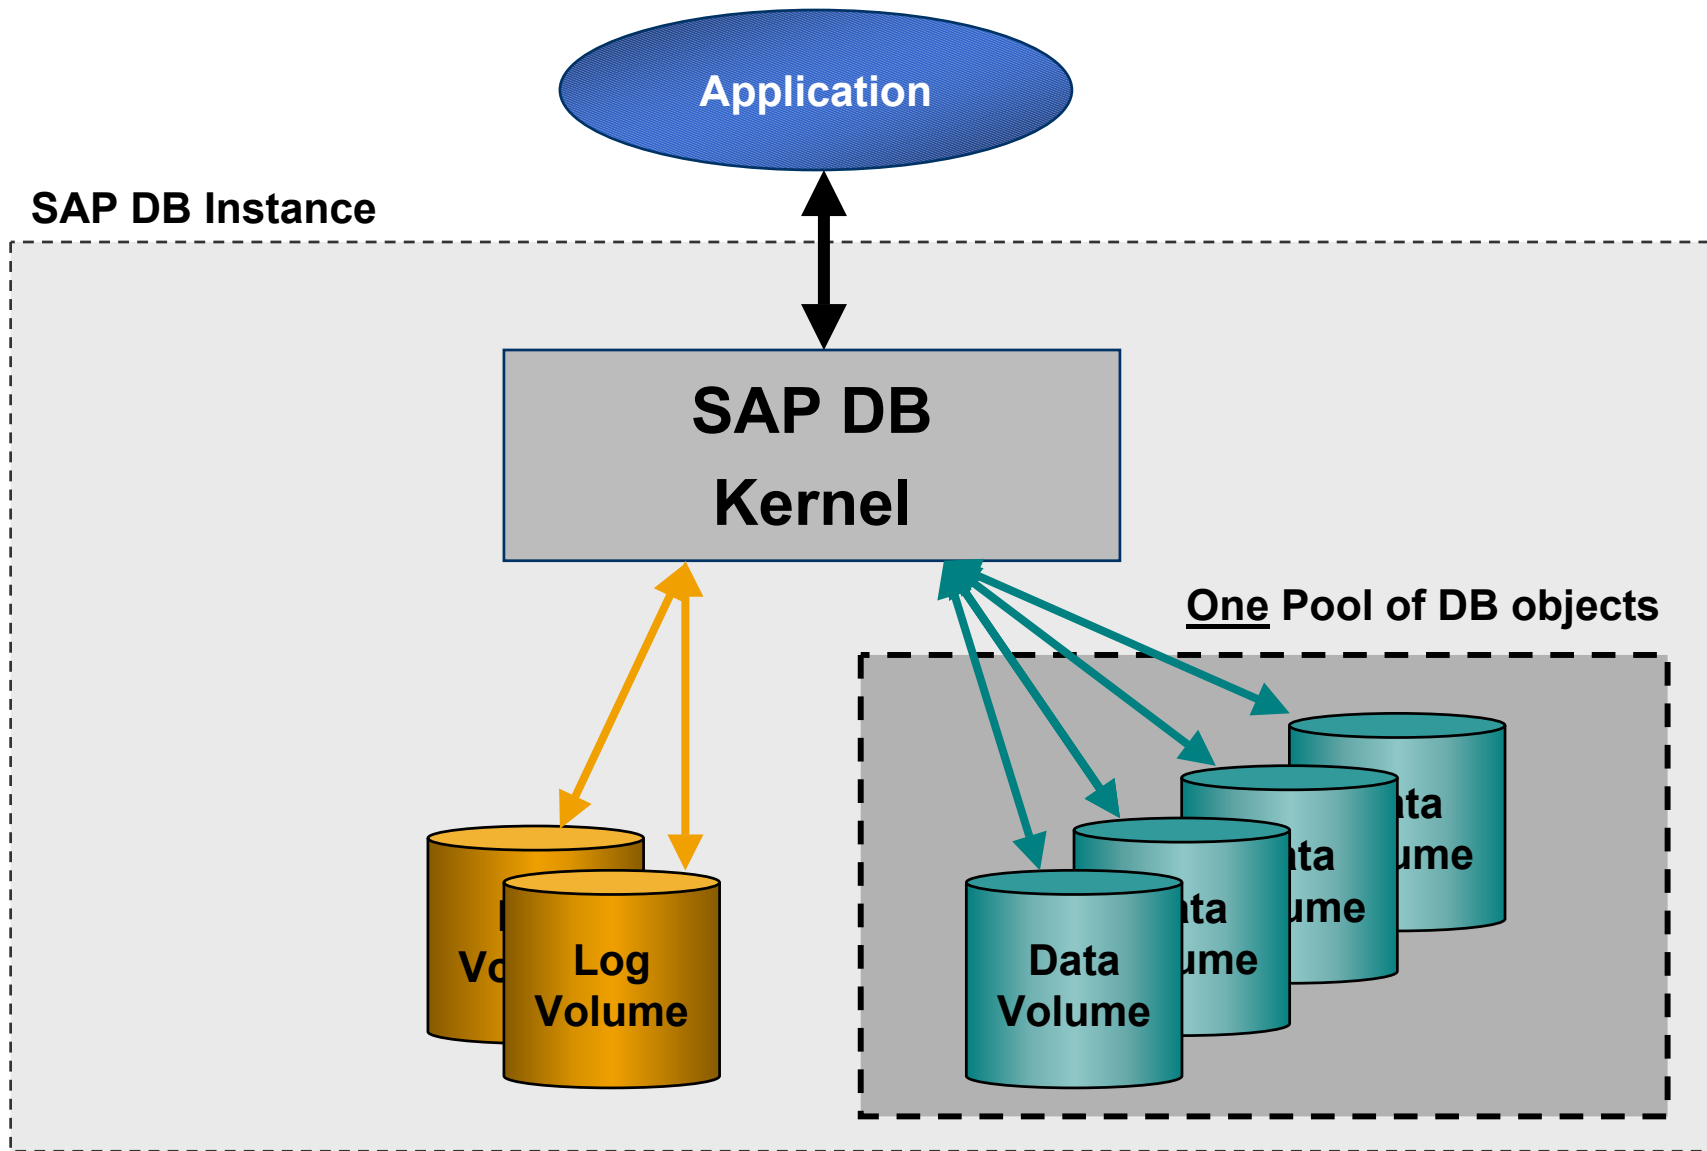 Application
SAP DB Instance
SAP DB
Kernel
One Pool of DB objects
Log
Volume
Data
Volume